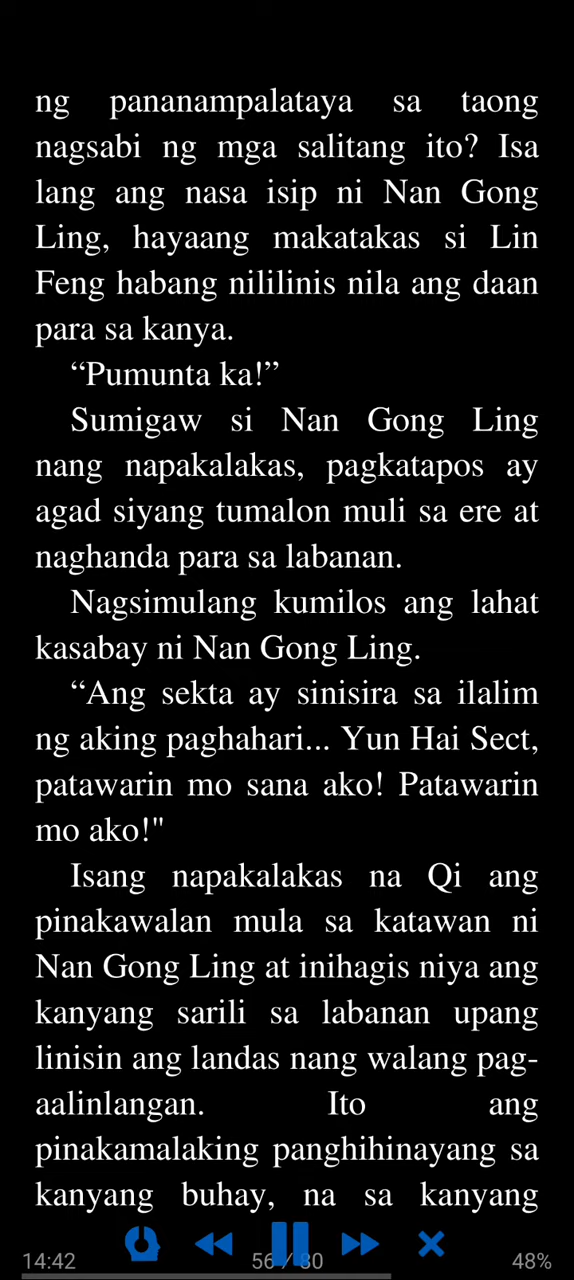 ng pananampalataya sa taong
nagsabi ng mga salitang ito? Isa
lang ang nasa isip ni Nan Gong
Ling, hayaang makatakas si Lin
Feng habang nililinis nila ang daan
para sa kanya.
“Pumunta ka!”
Sumigaw si Nan Gong Ling
nang napakalakas, pagkatapos ay
agad siyang tumalon muli sa ere at
naghanda para sa labanan.
Nagsimulang kumilos ang lahat
kasabay ni Nan Gong Ling.
“Ang sekta ay sinisira sa ilalim
ng aking paghahari... Yun Hai Sect,
patawarin mo sana ako! Patawarin
mo ako!"
Isang napakalakas na Qi ang
pinakawalan mula sa katawan ni
Nan Gong Ling at inihagis niya ang
kanyang sarili sa labanan upang
linisin ang landas nang walang pag-
aalinlangan. Ito ang
pinakamalaking panghihinayang sa
kanyang buhay, na sa kanyang
14:42 56 / 80 48%